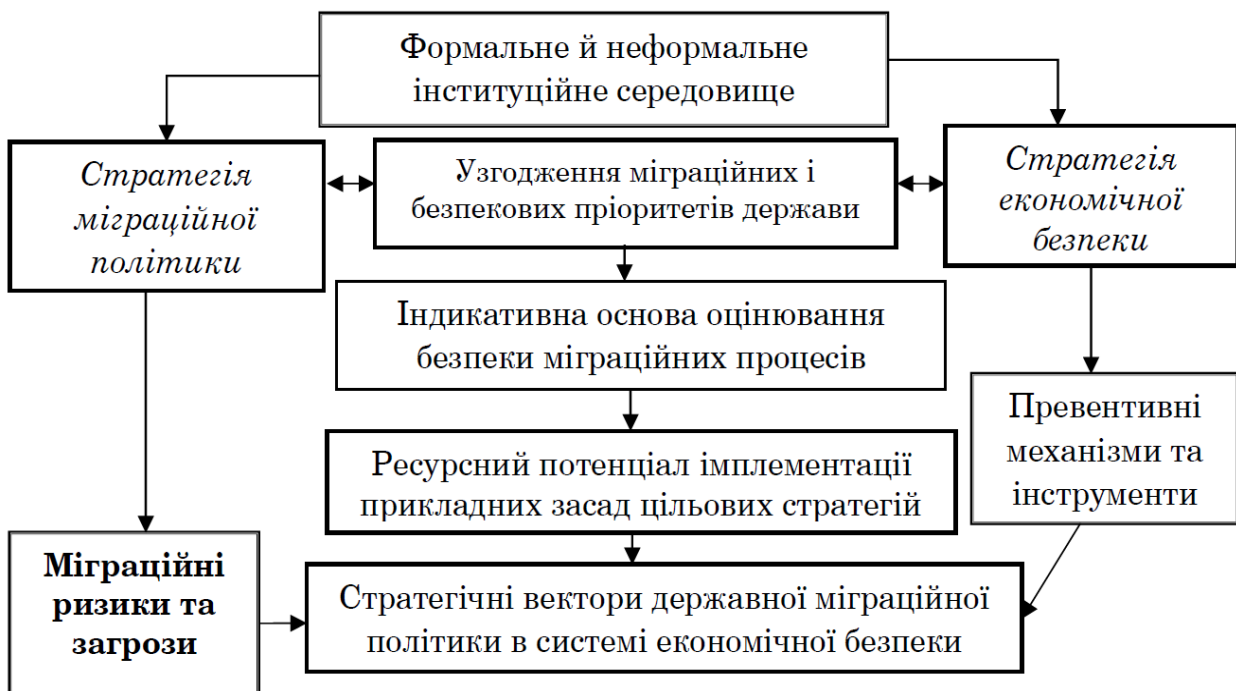 Формальне й неформальне
інституційне середовище
Стратегія
міграційної
політики
Узгодження міграційних і
безпекових пріоритетів держави
Стратегія
економічної
безпеки
Індикативна основа оцінювання
безпеки міграційних процесів
Превентивні
механізми та
інструменти
Ресурсний потенціал імплементації
прикладних засад цільових стратегій
Міграційні
ризики та
загрози
Стратегічні вектори державної міграційної
політики в системі економічної безпеки